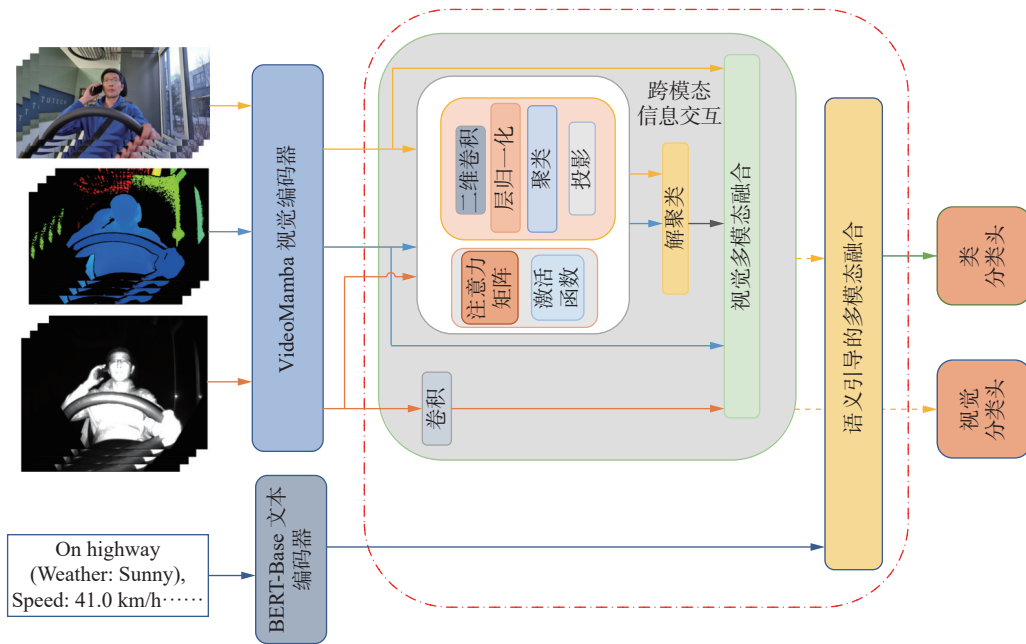 TUTECH
VideoMamba 视觉编码器
On highway
(Weather: Sunny),
Speed: 41.0 km/h……
BERT-Base 文本
编码器
二维卷积
层归一化
聚类
投影
注意力
矩阵
激活
函数
卷积
跨模态
信息交互
解聚类
视觉多模态融合
语义引导的多模态融合
类
分类头
视觉
分类头